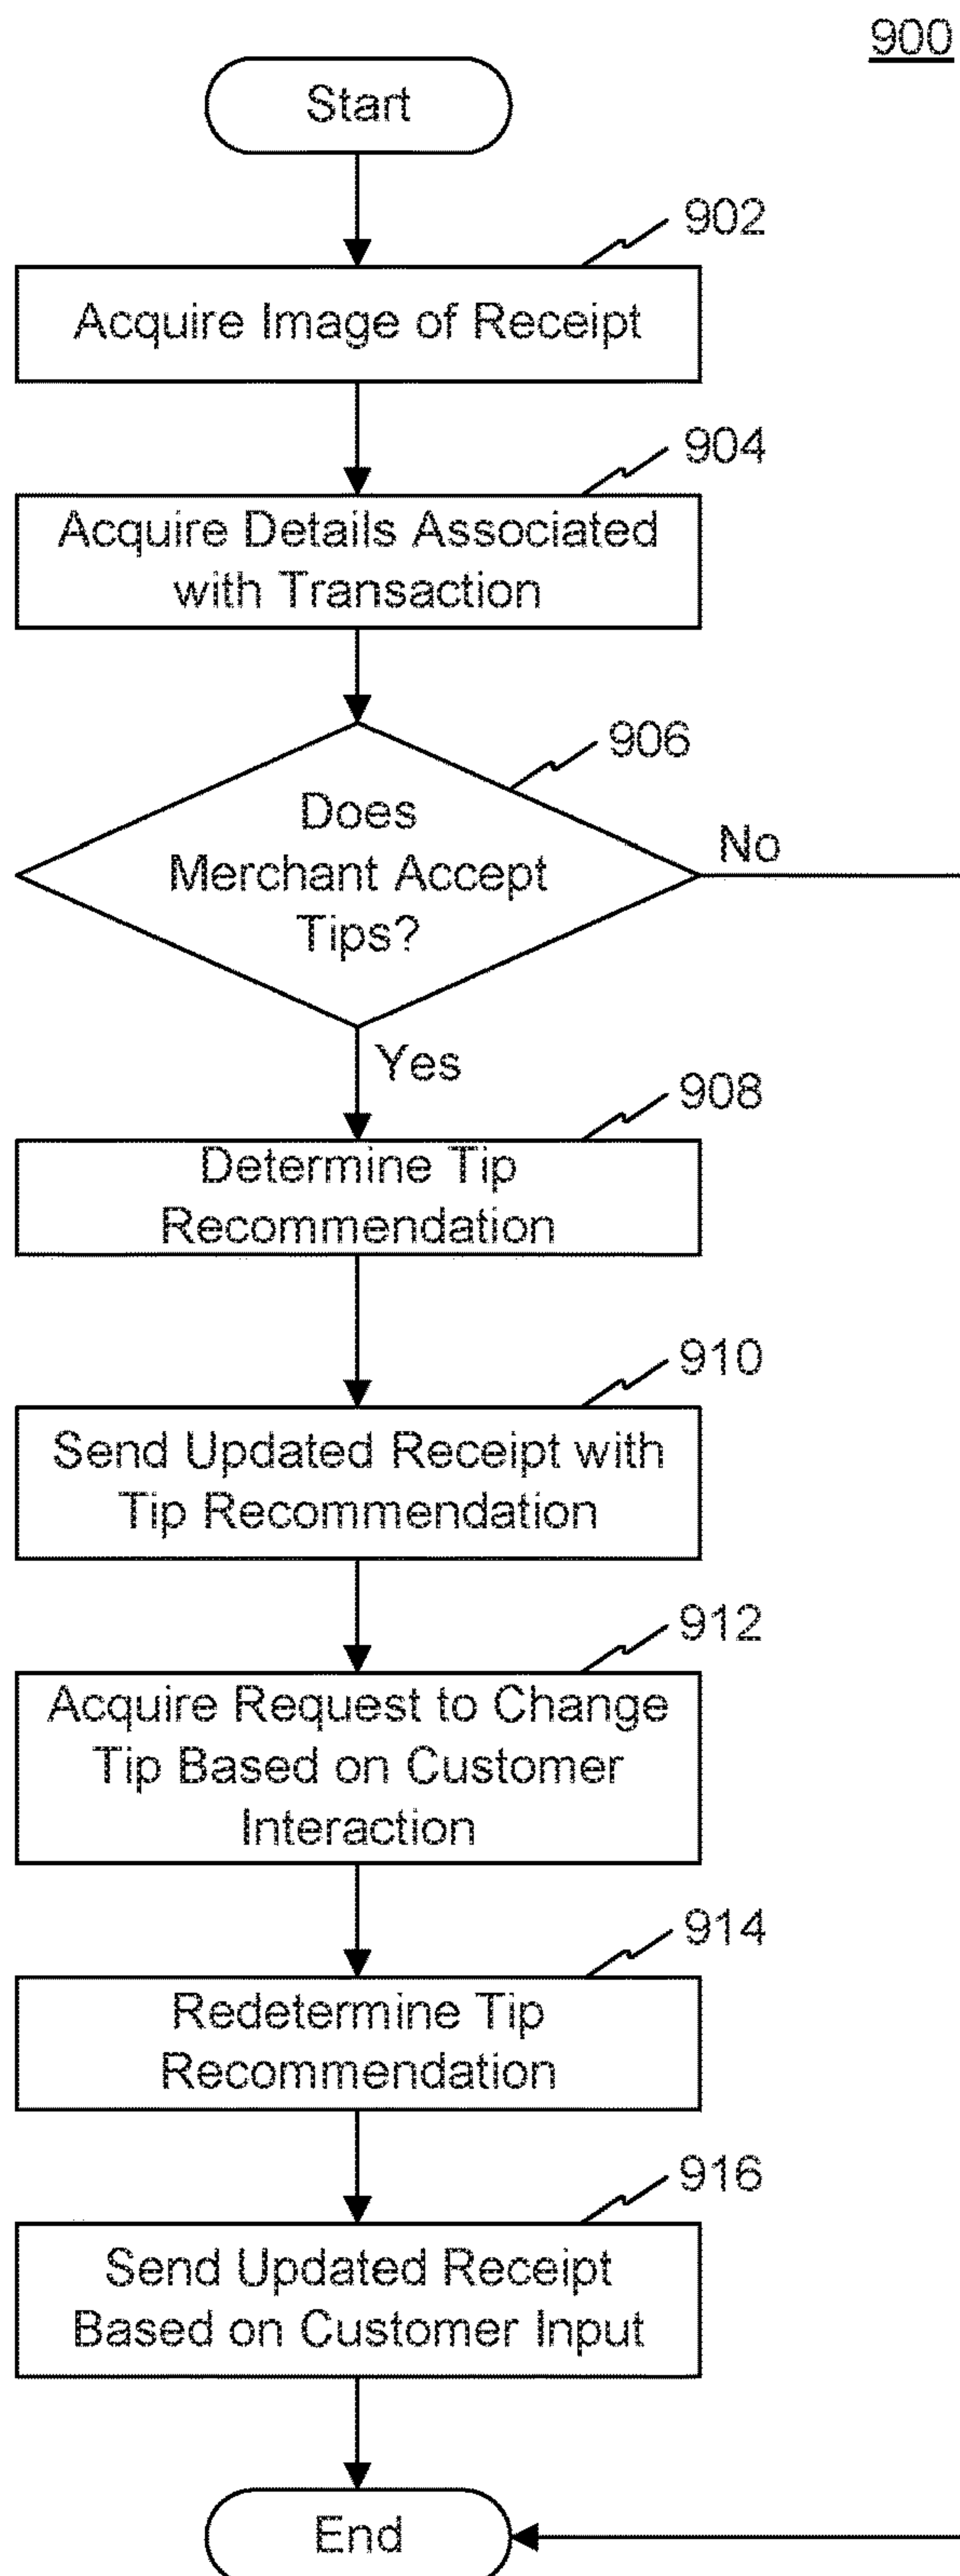 900
Start
902
Acquire Image of Receipt
904
Acquire Details Associated
with Transaction
906
Does
Merchant Accept
Tips?
No
Yes
908
Determine Tip
Recommendation
910
Send Updated Receipt with
Tip Recommendation
912
Acquire Request to Change
Tip Based on Customer
Interaction
914
Redetermine Tip
Recommendation
916
Send Updated Receipt
Based on Customer Input
End